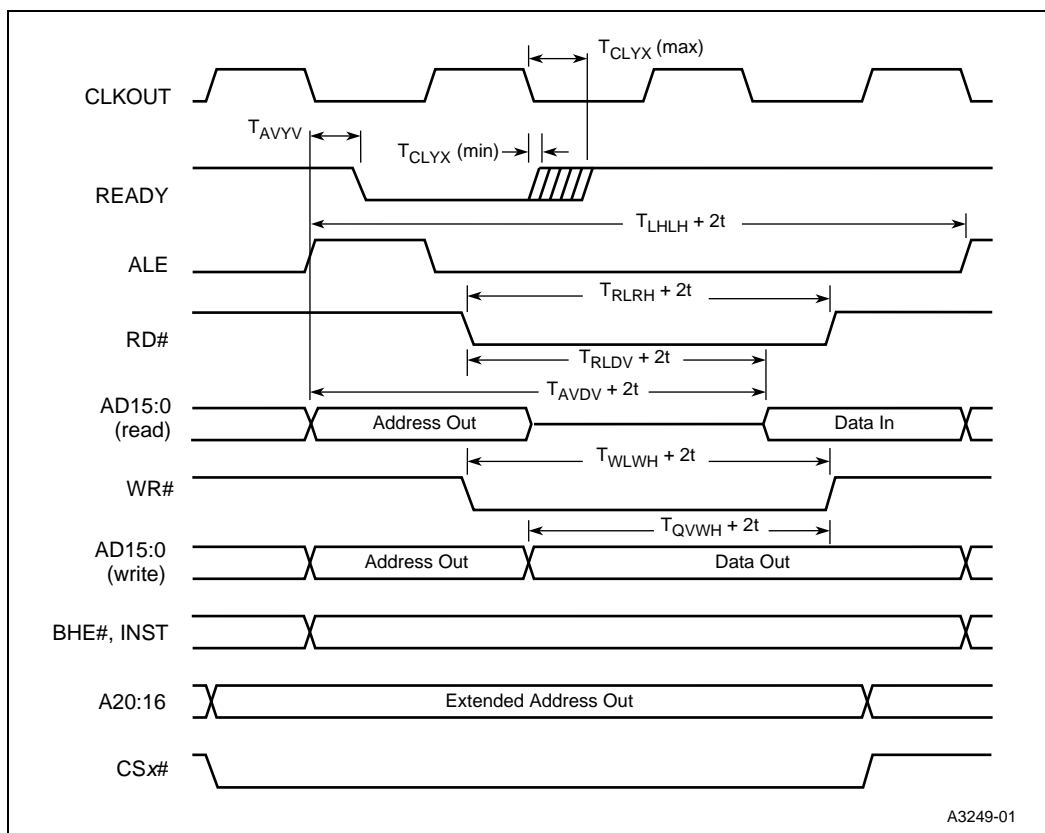 T_CLYX (max)
CLKOUT
T_AVYV
T_CLYX (min)
READY
T_LHLH + 2t
ALE
T_RLRH + 2t
RD#
T_RLDV + 2t
T_AVDV + 2t
AD15:0
(read)
Address Out
Data In
T_WLWH + 2t
WR#
T_QVWH + 2t
AD15:0
(write)
Address Out
Data Out
BHE#, INST
A20:16
Extended Address Out
CSx#
A3249-01